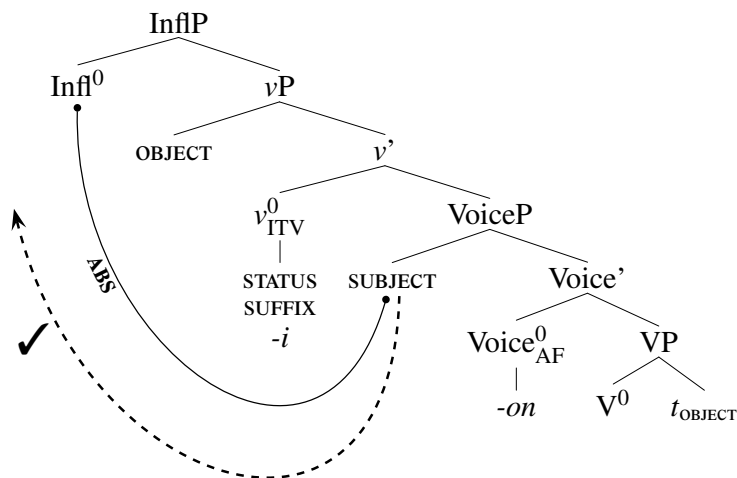 InflP
Infl⁰ vP
OBJECT v’
v⁰ITV VoiceP
ABS STATUS SUFFIX SUBJECT Voice’
-i Voice⁰AF VP
✓
-on V⁰ tOBJECT